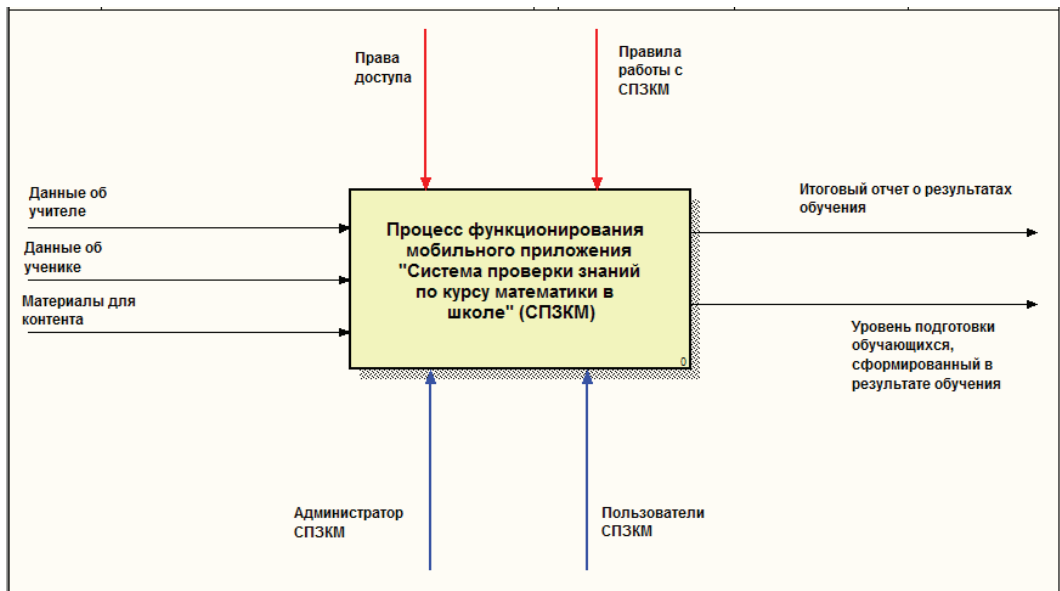 Права
доступа
Правила
работы с
СПЗКМ
Данные об
учителе
Данные об
ученике
Материалы для
контента
Процесс функционирования
мобильного приложения
"Система проверки знаний
по курсу математики в
школе" (СПЗКМ)
0
Итоговый отчет о результатах
обучения
Уровень подготовки
обучающихся,
сформированный в
результате обучения
Администратор
СПЗКМ
Пользователи
СПЗКМ